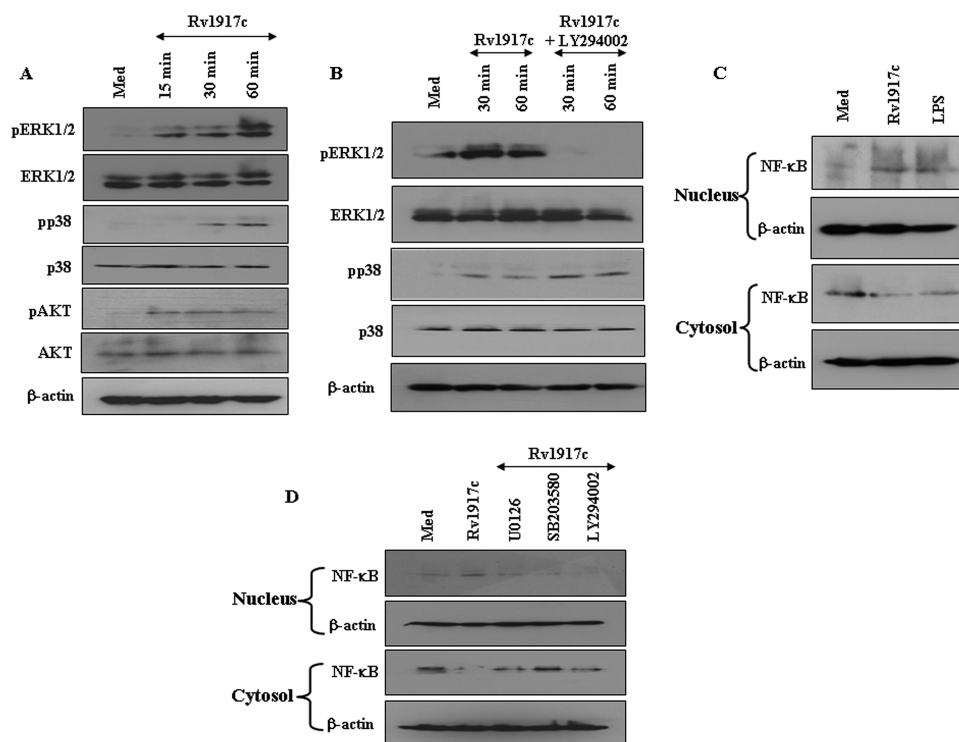 A
Rv1917c
Med
15 min
30 min
60 min
pERK1/2
ERK1/2
pp38
p38
pAKT
AKT
β-actin
B
Rv1917c
Rv1917c
+ LY294002
Med
30 min
60 min
30 min
60 min
pERK1/2
ERK1/2
pp38
p38
β-actin
C
Med
Rv1917c
LPS
Nucleus
NF-κB
β-actin
Cytosol
NF-κB
β-actin
D
Rv1917c
Med
Rv1917c
U0126
SB203580
LY294002
Nucleus
NF-κB
β-actin
Cytosol
NF-κB
β-actin